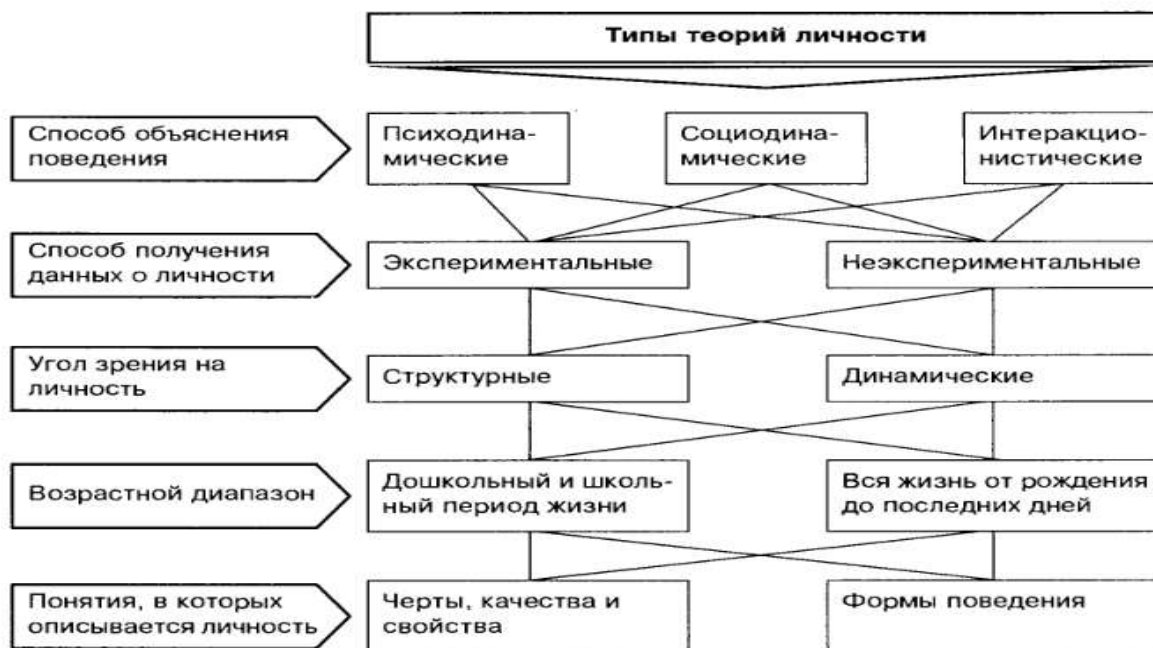 Типы теорий личности
Способ объяснения
поведения
Психодина-
мические
Социодина-
мические
Интеракцио-
нистические
Способ получения
данных о личности
Экспериментальные
Неэкспериментальные
Угол зрения на
личность
Структурные
Динамические
Возрастной диапазон
Дошкольный и школь-
ный период жизни
Вся жизнь от рождения
до последних дней
Понятия, в которых
описывается личность
Черты, качества и
свойства
Формы поведения